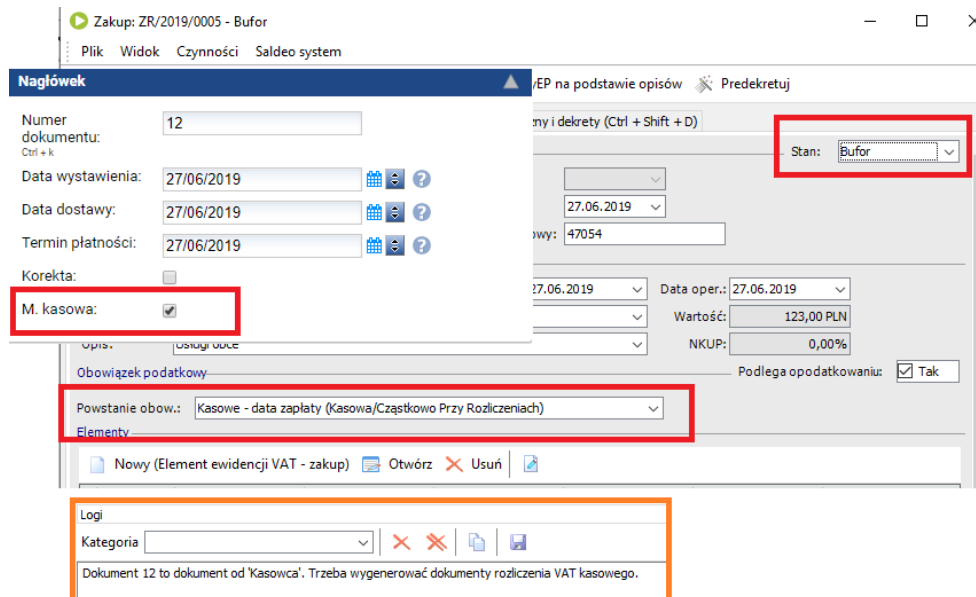 Zakup: ZR/2019/0005 - Bufor
Plik Widok Czynności Saldeo system
/EP na podstawie opisów Predekretuj
Nagłówek
Numer dokumentu: 12
Ctrl + k
Data wystawienia: 27/06/2019
Data dostawy: 27/06/2019
Termin płatności: 27/06/2019
Korekta:
M. kasowa:
zny i dekrety (Ctrl + Shift + D)
Stan: Bufor
27.06.2019
owy: 47054
27.06.2019 Data oper.: 27.06.2019
Wartość: 123,00 PLN
Opis: Usługi obce NKUP: 0,00%
Obowiązek podatkowy Podlega opodatkowaniu: Tak
Powstanie obow.: Kasowe - data zapłaty (Kasowa/Cząstkowo Przy Rozliczeniach)
Elementy
Nowy (Element ewidencji VAT - zakup) Otwórz Usuń
Logi
Kategoria
Dokument 12 to dokument od 'Kasowca'. Trzeba wygenerować dokumenty rozliczenia VAT kasowego.